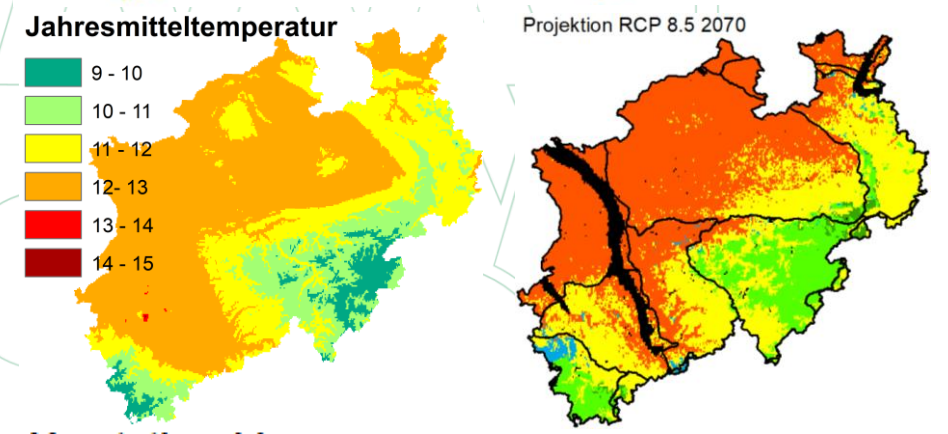 Jahresmitteltemperatur
9 - 10
10 - 11
11 - 12
12- 13
13 - 14
14 - 15
Projektion RCP 8.5 2070